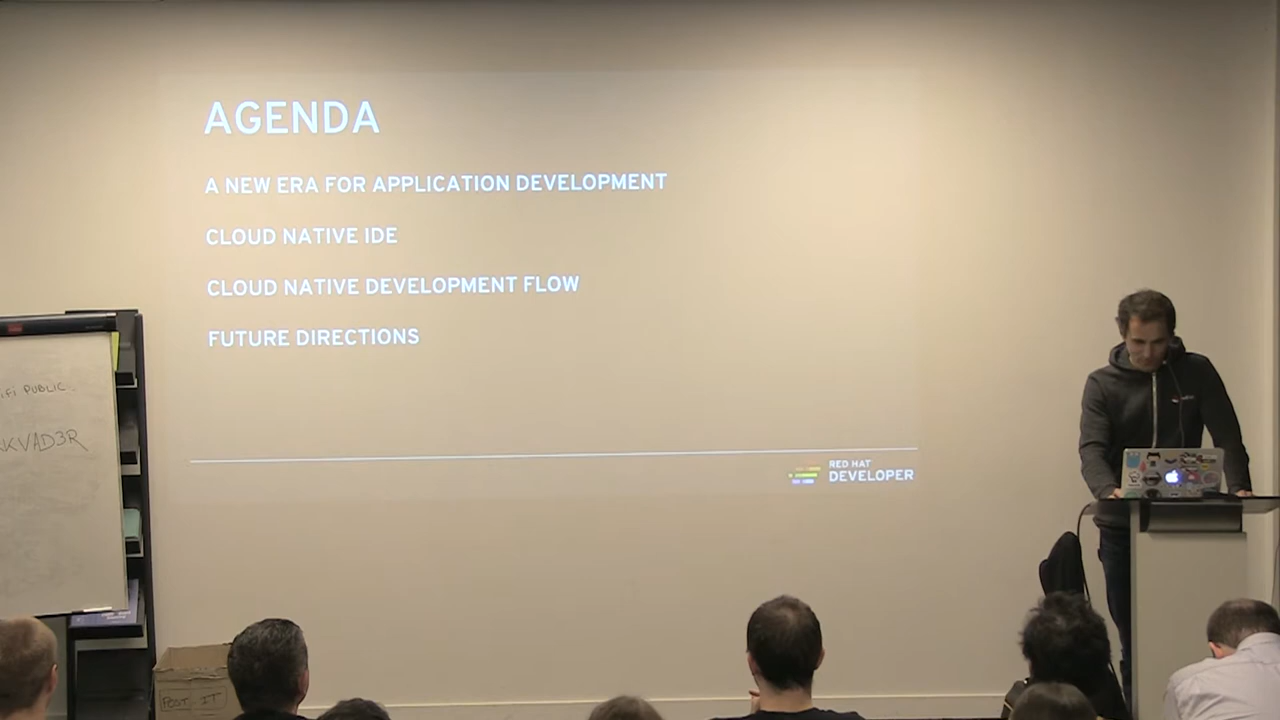 AGENDA
A NEW ERA FOR APPLICATION DEVELOPMENT
CLOUD NATIVE IDE
CLOUD NATIVE DEVELOPMENT FLOW
FUTURE DIRECTIONS
RED HAT
DEVELOPER
PUBLIC
POST IT